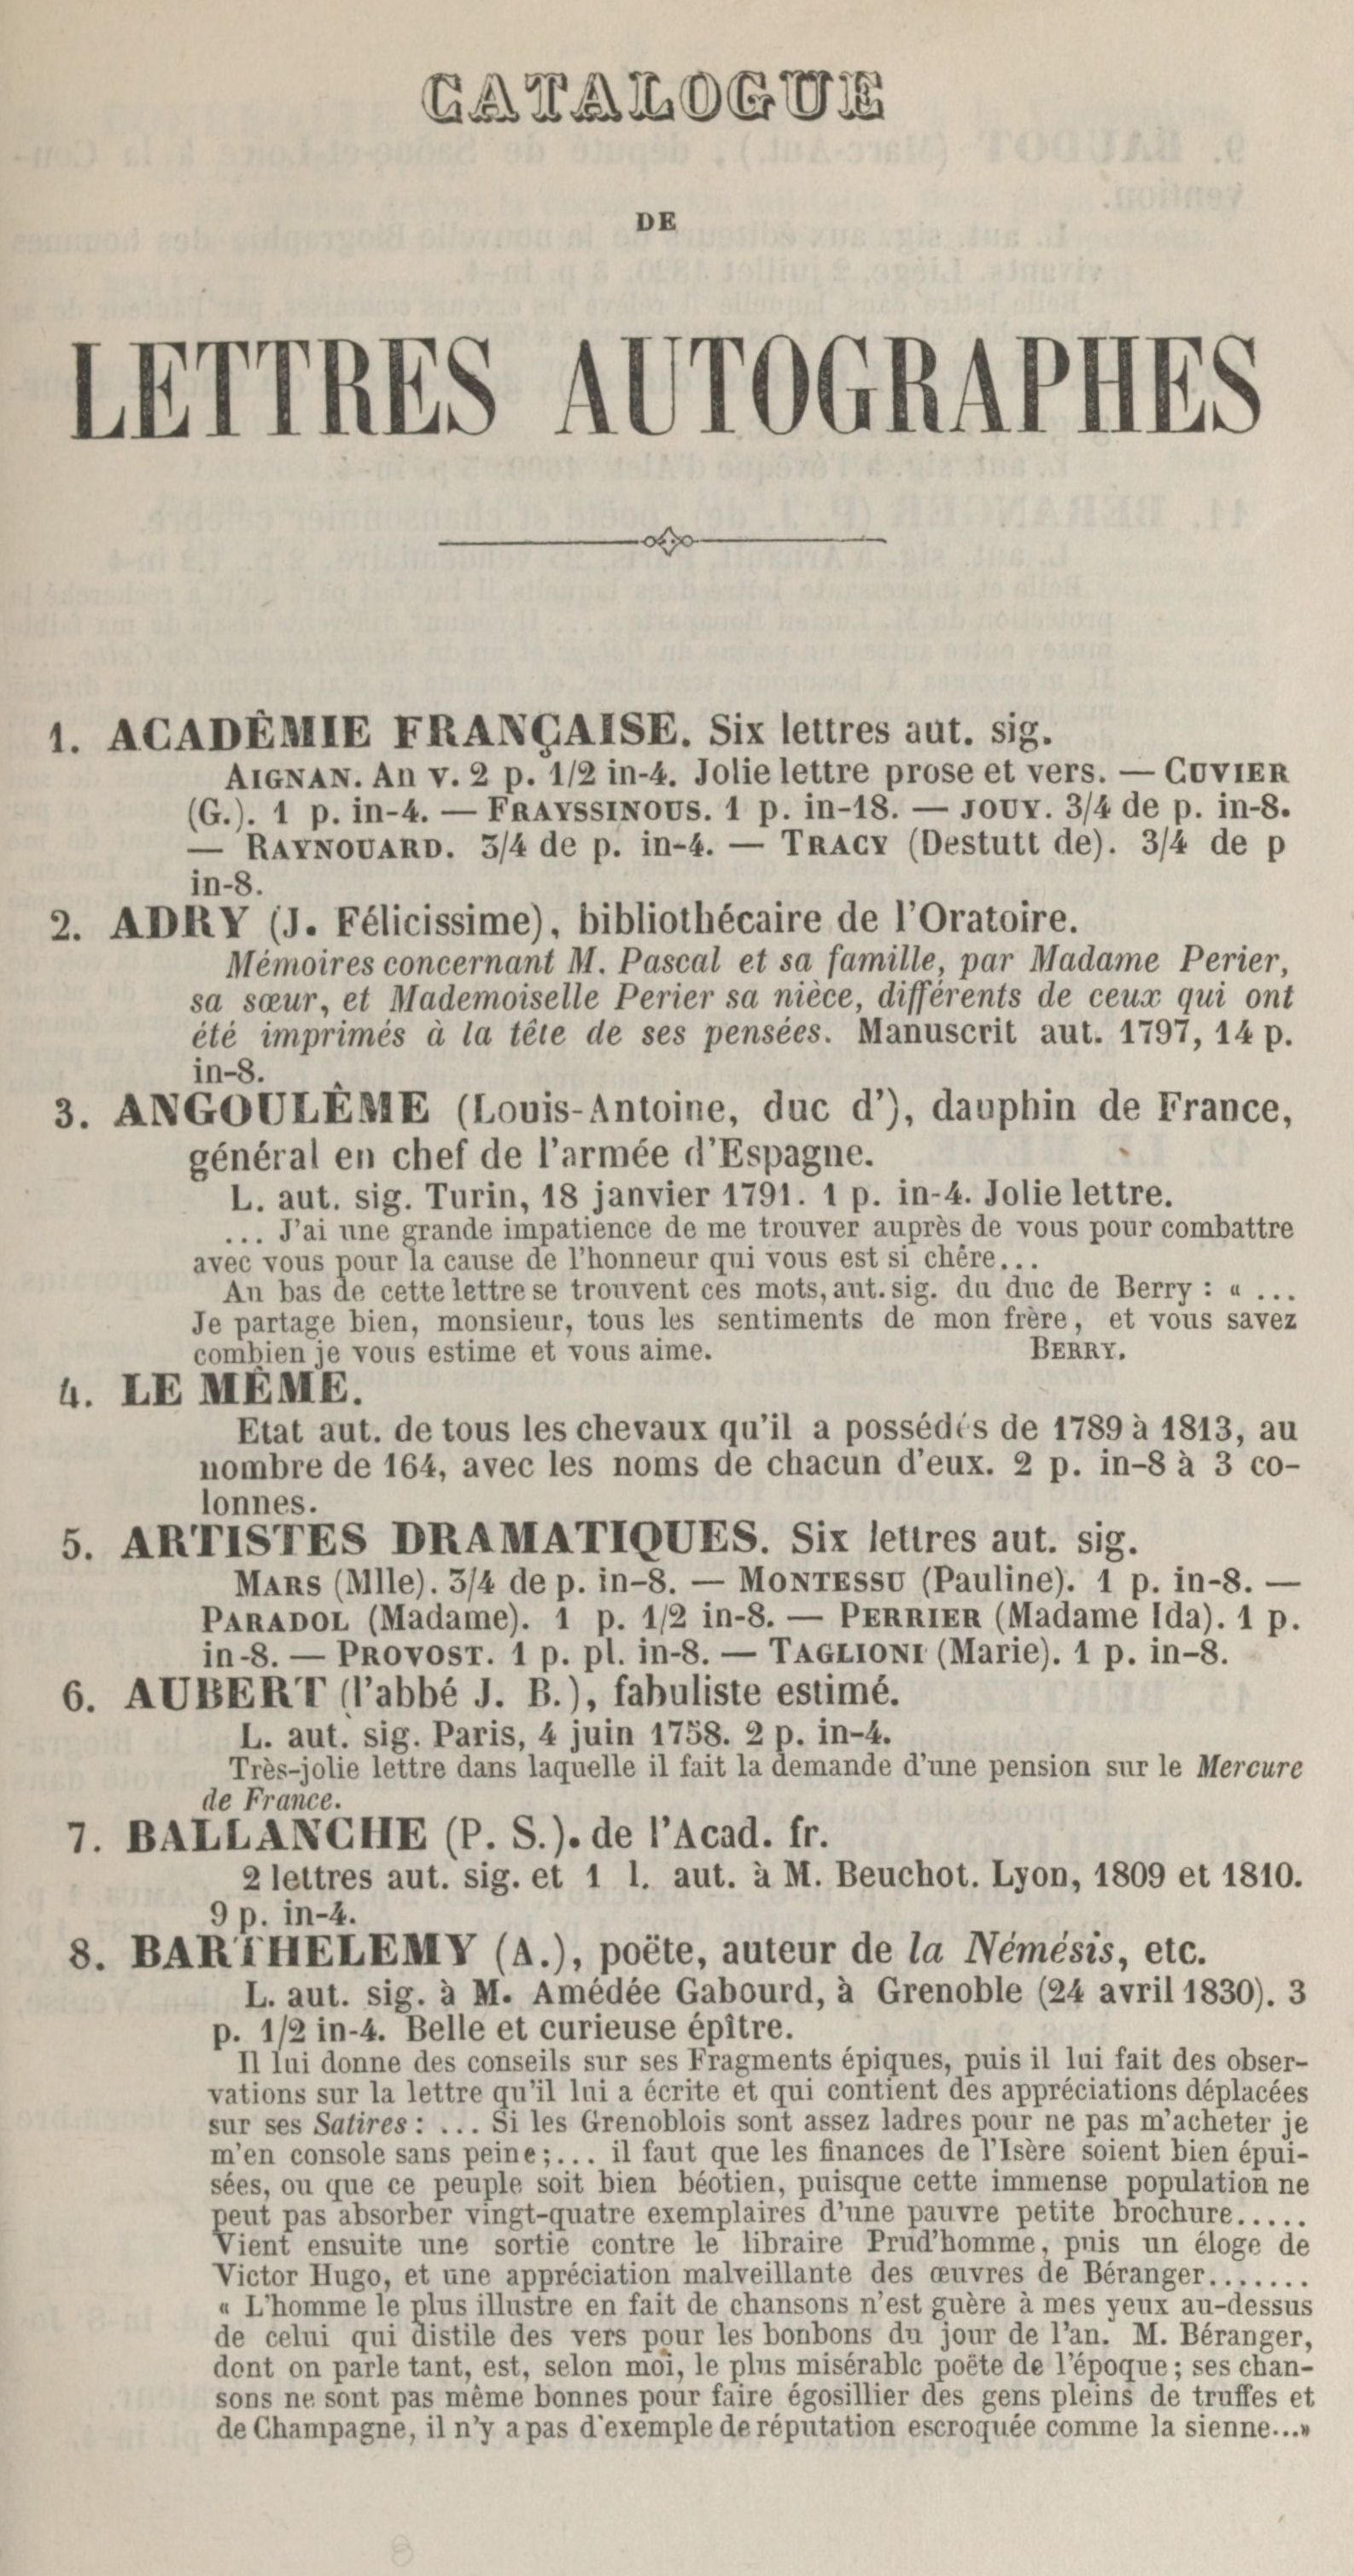 CATALOGUE
DE
LETTRES AUTOGRAPHES
1. ACADÉMIE FRANÇAISE. Six lettres aut. sig.
AIGNAN. An v. 2 p. 1/2 in-4. Jolie lettre prose et vers. — CUVIER
(G.). 1 p. in-4. — FRAYSSINOUS. 1 p. in-18. — JOUY. 3/4 de p. in-8.
— RAYNOUARD. 3/4 de p. in-4. — TRACY (Destutt de). 3/4 de p
in-8.
2. ADRY (J. Félicissime), bibliothécaire de l'Oratoire.
Mémoires concernant M. Pascal et sa famille, par Madame Perier,
sa sœur, et Mademoiselle Perier sa nièce, différents de ceux qui ont
été imprimés à la tête de ses pensées. Manuscrit aut. 1797, 14 p.
in-8.
3. ANGOULÊME (Louis-Antoine, duc d'), dauphin de France,
général en chef de l'armée d'Espagne.
L. aut. sig. Turin, 18 janvier 1791. 1 p. in-4. Jolie lettre.
... J'ai une grande impatience de me trouver auprès de vous pour combattre
avec vous pour la cause de l'honneur qui vous est si chère...
Au bas de cette lettre se trouvent ces mots, aut. sig. du duc de Berry : « ...
Je partage bien, monsieur, tous les sentiments de mon frère, et vous savez
combien je vous estime et vous aime. BERRY.
4. LE MÊME.
Etat aut. de tous les chevaux qu'il a possédés de 1789 à 1813, au
nombre de 164, avec les noms de chacun d'eux. 2 p. in-8 à 3 co-
lonnes.
5. ARTISTES DRAMATIQUES. Six lettres aut. sig.
MARS (Mlle). 3/4 de p. in-8. — MONTESSU (Pauline). 1 p. in-8. —
PARADOL (Madame). 1 p. 1/2 in-8. — PERRIER (Madame Ida). 1 p.
in-8. — PROVOST. 1 p. pl. in-8. — TAGLIONI (Marie). 1 p. in-8.
6. AUBERT (l'abbé J. B.), fabuliste estimé.
L. aut. sig. Paris, 4 juin 1758. 2 p. in-4.
Très-jolie lettre dans laquelle il fait la demande d'une pension sur le Mercure
de France.
7. BALLANCHE (P. S.). de l'Acad. fr.
2 lettres aut. sig. et 1 l. aut. à M. Beuchot. Lyon, 1809 et 1810.
9 p. in-4.
8. BARTHELEMY (A.), poëte, auteur de la Némésis, etc.
L. aut. sig. à M. Amédée Gabourd, à Grenoble (24 avril 1830). 3
p. 1/2 in-4. Belle et curieuse épître.
Il lui donne des conseils sur ses Fragments épiques, puis il lui fait des obser-
vations sur la lettre qu'il lui a écrite et qui contient des appréciations déplacées
sur ses Satires : ... Si les Grenoblois sont assez ladres pour ne pas m'acheter je
m'en console sans peine ;... il faut que les finances de l'Isère soient bien épui-
sées, ou que ce peuple soit bien béotien, puisque cette immense population ne
peut pas absorber vingt-quatre exemplaires d'une pauvre petite brochure.....
Vient ensuite une sortie contre le libraire Prud'homme, puis un éloge de
Victor Hugo, et une appréciation malveillante des œuvres de Béranger.......
« L'homme le plus illustre en fait de chansons n'est guère à mes yeux au-dessus
de celui qui distile des vers pour les bonbons du jour de l'an. M. Béranger,
dont on parle tant, est, selon moi, le plus misérable poëte de l'époque ; ses chan-
sons ne sont pas même bonnes pour faire égosillier des gens pleins de truffes et
de Champagne, il n'y a pas d'exemple de réputation escroquée comme la sienne...»